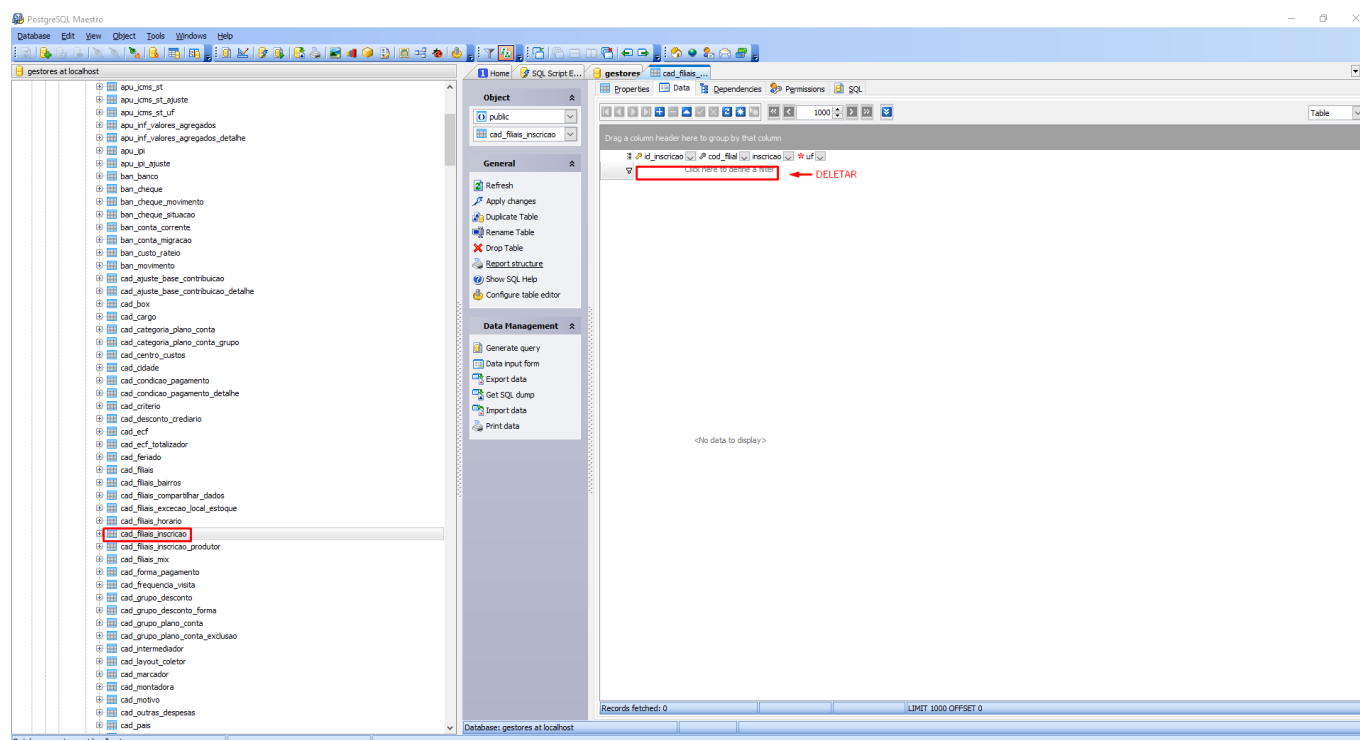 PostgreSQL Maestro
Database Edit View Object Tools Windows Help
gestores at localhost
apu_icms_st
apu_icms_st_ajuste
apu_icms_st_uf
apu_inf_valores_agregados
apu_inf_valores_agregados_detalhe
apu_ipi
apu_ipi_ajuste
ban_banco
ban_cheque
ban_cheque_movimento
ban_cheque_situacao
ban_conta_corrente
ban_conta_migracao
ban_custo_rateio
ban_movimento
cad_ajuste_base_contribuicao
cad_ajuste_base_contribuicao_detalhe
cad_box
cad_cargo
cad_categoria_plano_conta
cad_categoria_plano_conta_grupo
cad_centro_custos
cad_cidade
cad_condicao_pagamento
cad_condicao_pagamento_detalhe
cad_criterio
cad_desconto_crediario
cad_ecf
cad_ecf_totalizador
cad_feriado
cad_filiais
cad_filiais_bairros
cad_filiais_compartilhar_dados
cad_filiais_excecao_local_estoque
cad_filiais_horario
cad_filiais_inscricao
cad_filiais_inscricao_produtor
cad_filiais_mix
cad_forma_pagamento
cad_frequencia_visita
cad_grupo_desconto
cad_grupo_desconto_forma
cad_grupo_plano_conta
cad_grupo_plano_conta_exclusao
cad_intermediador
cad_layout_coletor
cad_marcador
cad_montadora
cad_motivo
cad_outras_despesas
cad_pais
1 Home SQL Script E... gestores cad_filiais_...
Object
public
cad_filiais_inscricao
General
Refresh
Apply changes
Duplicate Table
Rename Table
Drop Table
Report structure
Show SQL Help
Configure table editor
Data Management
Generate query
Data input form
Export data
Get SQL dump
Import data
Print data
Properties Data Dependencies Permissions SQL
1000 Table
Drag a column header here to group by that column
id_inscricao cod_filial inscricao uf
Click here to define a filter DELETAR
<No data to display>
Records fetched: 0 LIMIT 1000 OFFSET 0
Database: gestores at localhost